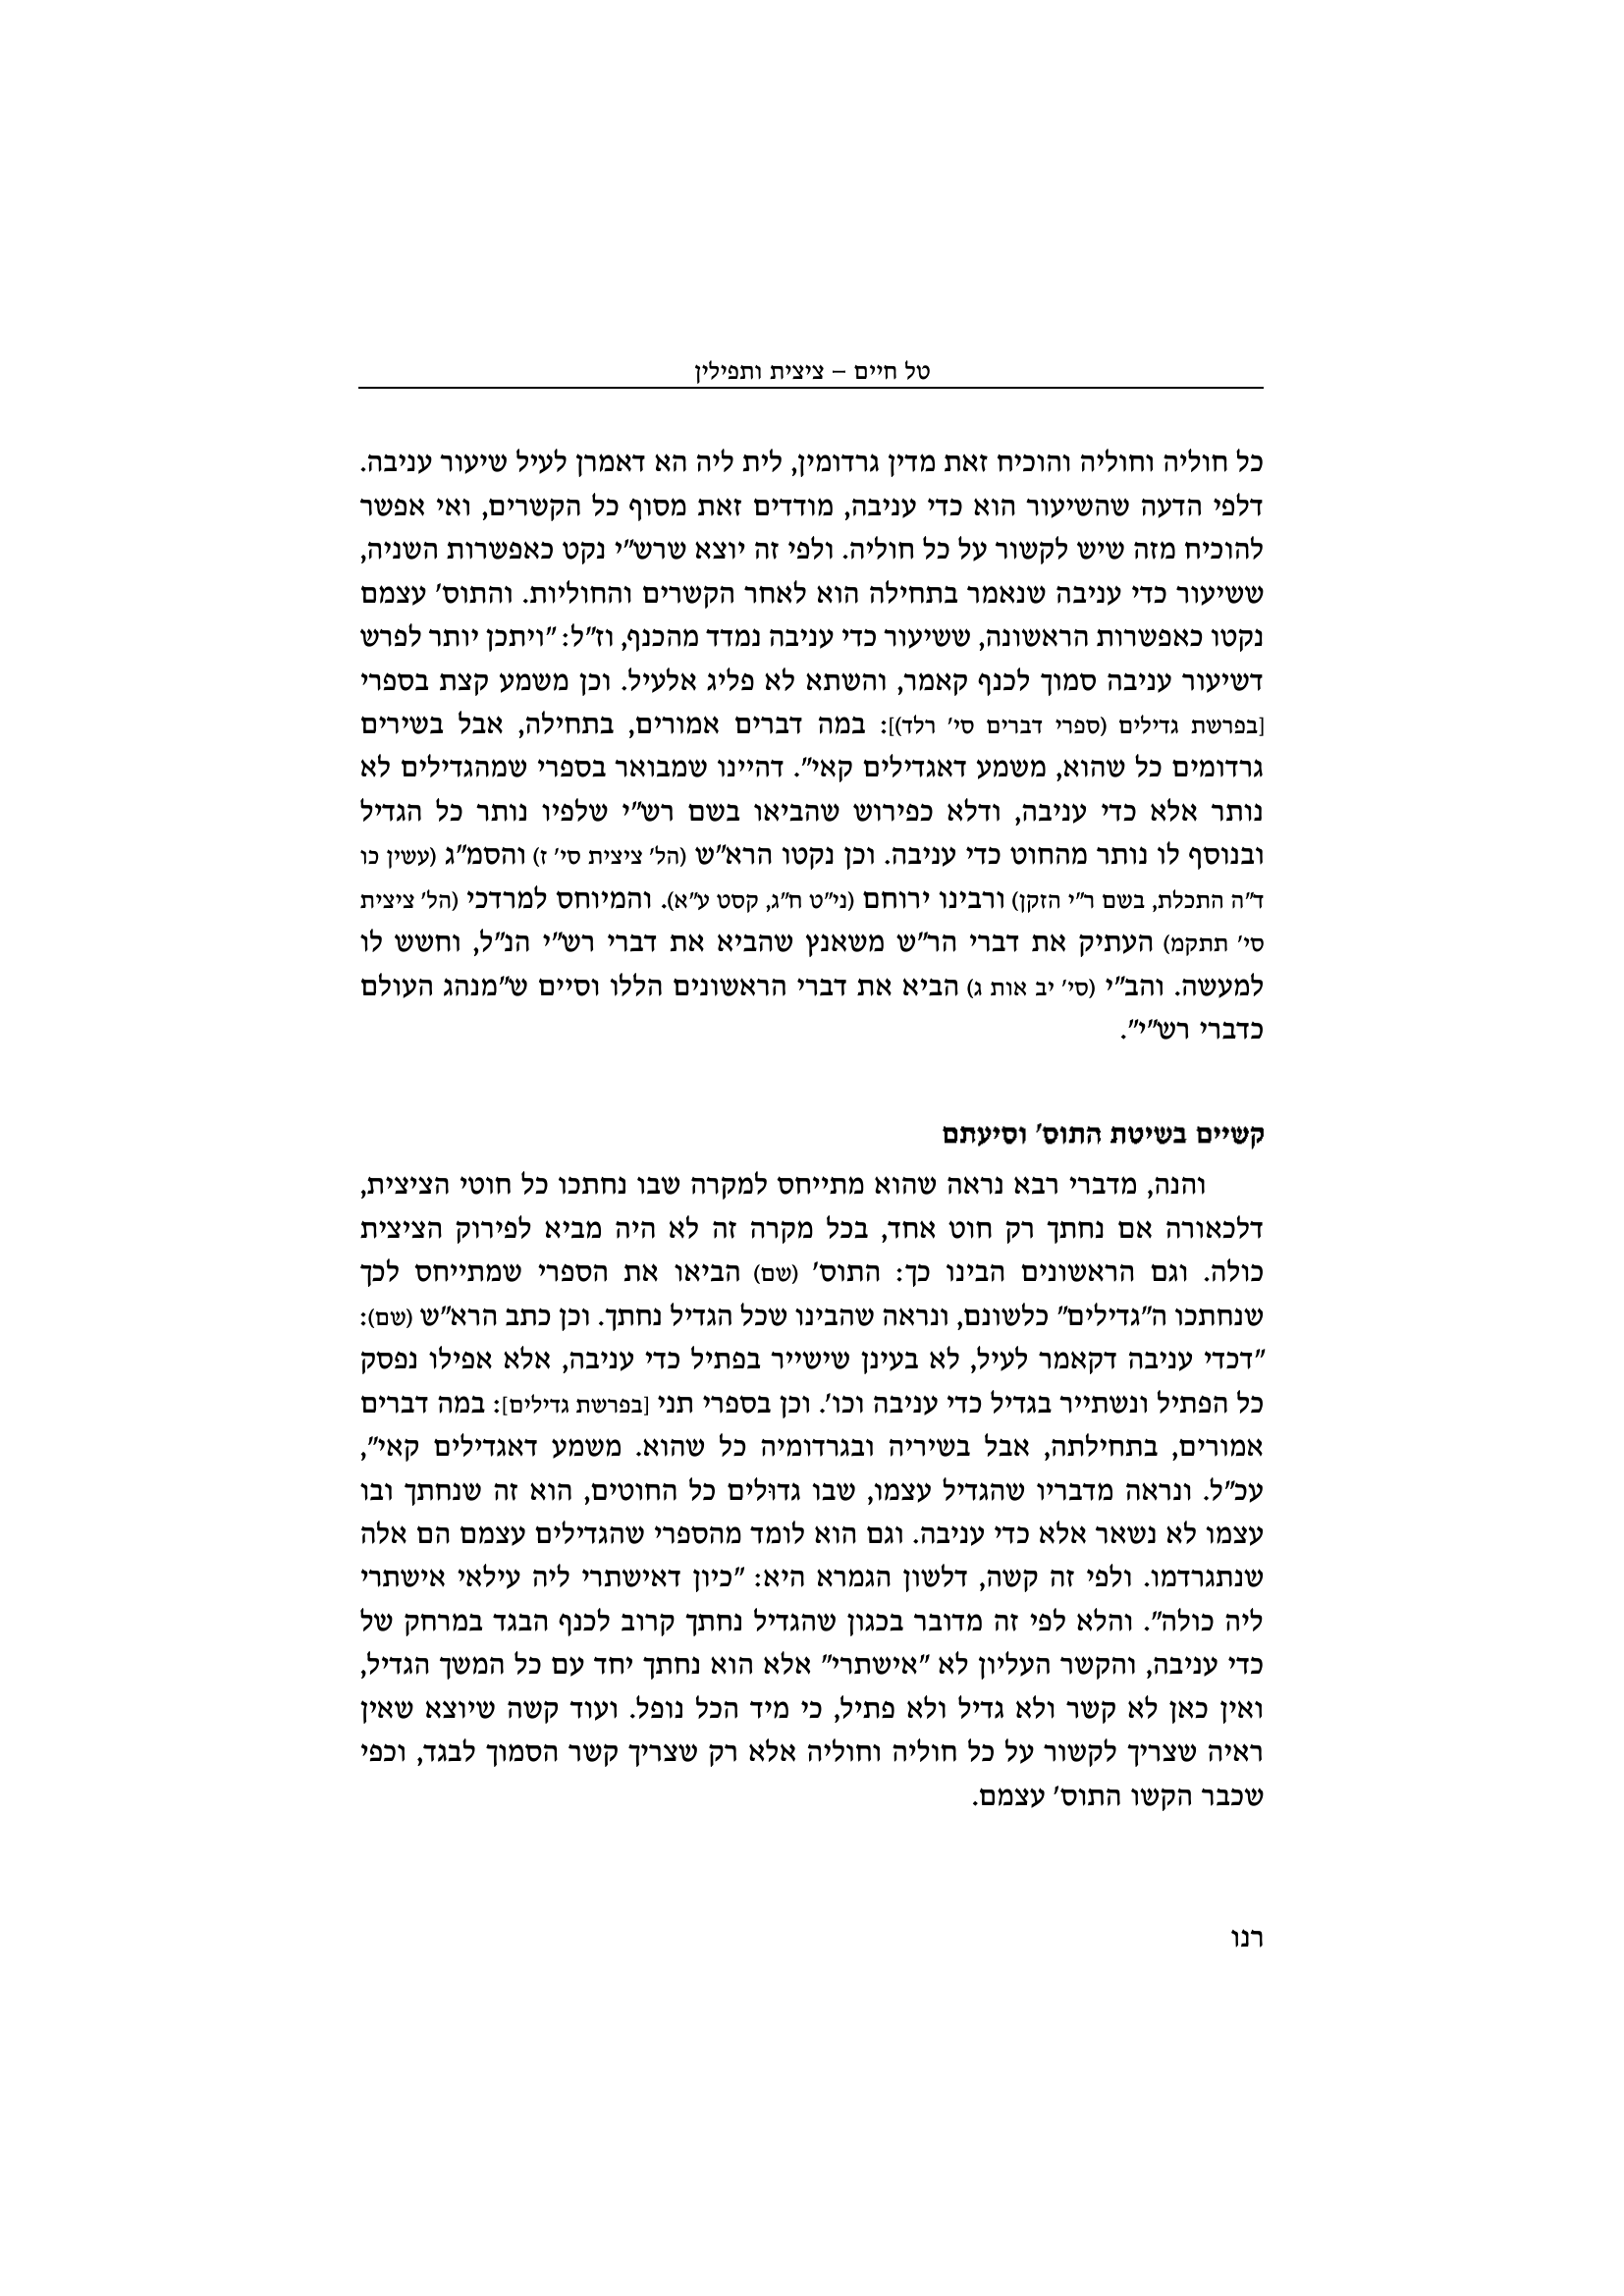 טל חיים – ציצית ותפילין
כל חוליה וחוליה והוכיח זאת מדין גרדומין, לית ליה הא דאמרן לעיל שיעור עניבה.
דלפי הדעה שהשיעור הוא כדי עניבה, מודדים זאת מסוף כל הקשרים, ואי אפשר
להוכיח מזה שיש לקשור על כל חוליה. ולפי זה יוצא שרש"י נקט כאפשרות השניה,
ששיעור כדי עניבה שנאמר בתחילה הוא לאחר הקשרים והחוליות. והתוס' עצמם
נקטו כאפשרות הראשונה, ששיעור כדי עניבה נמדד מהכנף, וז"ל: "ויתכן יותר לפרש
דשיעור עניבה סמוך לכנף קאמר, והשתא לא פליג אלעיל. וכן משמע קצת בספרי
[בפרשת גדילים (ספרי דברים סי' רלד)]: במה דברים אמורים, בתחילה, אבל בשירים
גרדומים כל שהוא, משמע דאגדילים קאי". דהיינו שמבואר בספרי שמהגדילים לא
נותר אלא כדי עניבה, ודלא כפירוש שהביאו בשם רש"י שלפיו נותר כל הגדיל
ובנוסף לו נותר מהחוט כדי עניבה. וכן נקטו הרא"ש (הל' ציצית סי' ז) והסמ"ג (עשין כו
ד"ה התכלת, בשם ר"י הזקן) ורבינו ירוחם (ני"ט ח"ג, קסט ע"א). והמיוחס למרדכי (הל' ציצית
סי' תתקמ) העתיק את דברי הר"ש משאנץ שהביא את דברי רש"י הנ"ל, וחשש לו
למעשה. והב"י (סי' יב אות ג) הביא את דברי הראשונים הללו וסיים ש"מנהג העולם
כדברי רש"י".
קשיים בשיטת התוס' וסיעתם
והנה, מדברי רבא נראה שהוא מתייחס למקרה שבו נחתכו כל חוטי הציצית,
דלכאורה אם נחתך רק חוט אחד, בכל מקרה זה לא היה מביא לפירוק הציצית
כולה. וגם הראשונים הבינו כך: התוס' (שם) הביאו את הספרי שמתייחס לכך
שנחתכו ה"גדילים" כלשונם, ונראה שהבינו שכל הגדיל נחתך. וכן כתב הרא"ש (שם):
"דכדי עניבה דקאמר לעיל, לא בעינן שישייר בפתיל כדי עניבה, אלא אפילו נפסק
כל הפתיל ונשתייר בגדיל כדי עניבה וכו'. וכן בספרי תני [בפרשת גדילים]: במה דברים
אמורים, בתחילתה, אבל בשיריה ובגרדומיה כל שהוא. משמע דאגדילים קאי",
עכ"ל. ונראה מדבריו שהגדיל עצמו, שבו גדוּלים כל החוטים, הוא זה שנחתך ובו
עצמו לא נשאר אלא כדי עניבה. וגם הוא לומד מהספרי שהגדילים עצמם הם אלה
שנתגרדמו. ולפי זה קשה, דלשון הגמרא היא: "כיון דאישתרי ליה עילאי אישתרי
ליה כולה". והלא לפי זה מדובר בכגון שהגדיל נחתך קרוב לכנף הבגד במרחק של
כדי עניבה, והקשר העליון לא "אישתרי" אלא הוא נחתך יחד עם כל המשך הגדיל,
ואין כאן לא קשר ולא גדיל ולא פתיל, כי מיד הכל נופל. ועוד קשה שיוצא שאין
ראיה שצריך לקשור על כל חוליה וחוליה אלא רק שצריך קשר הסמוך לבגד, וכפי
שכבר הקשו התוס' עצמם.
רנו